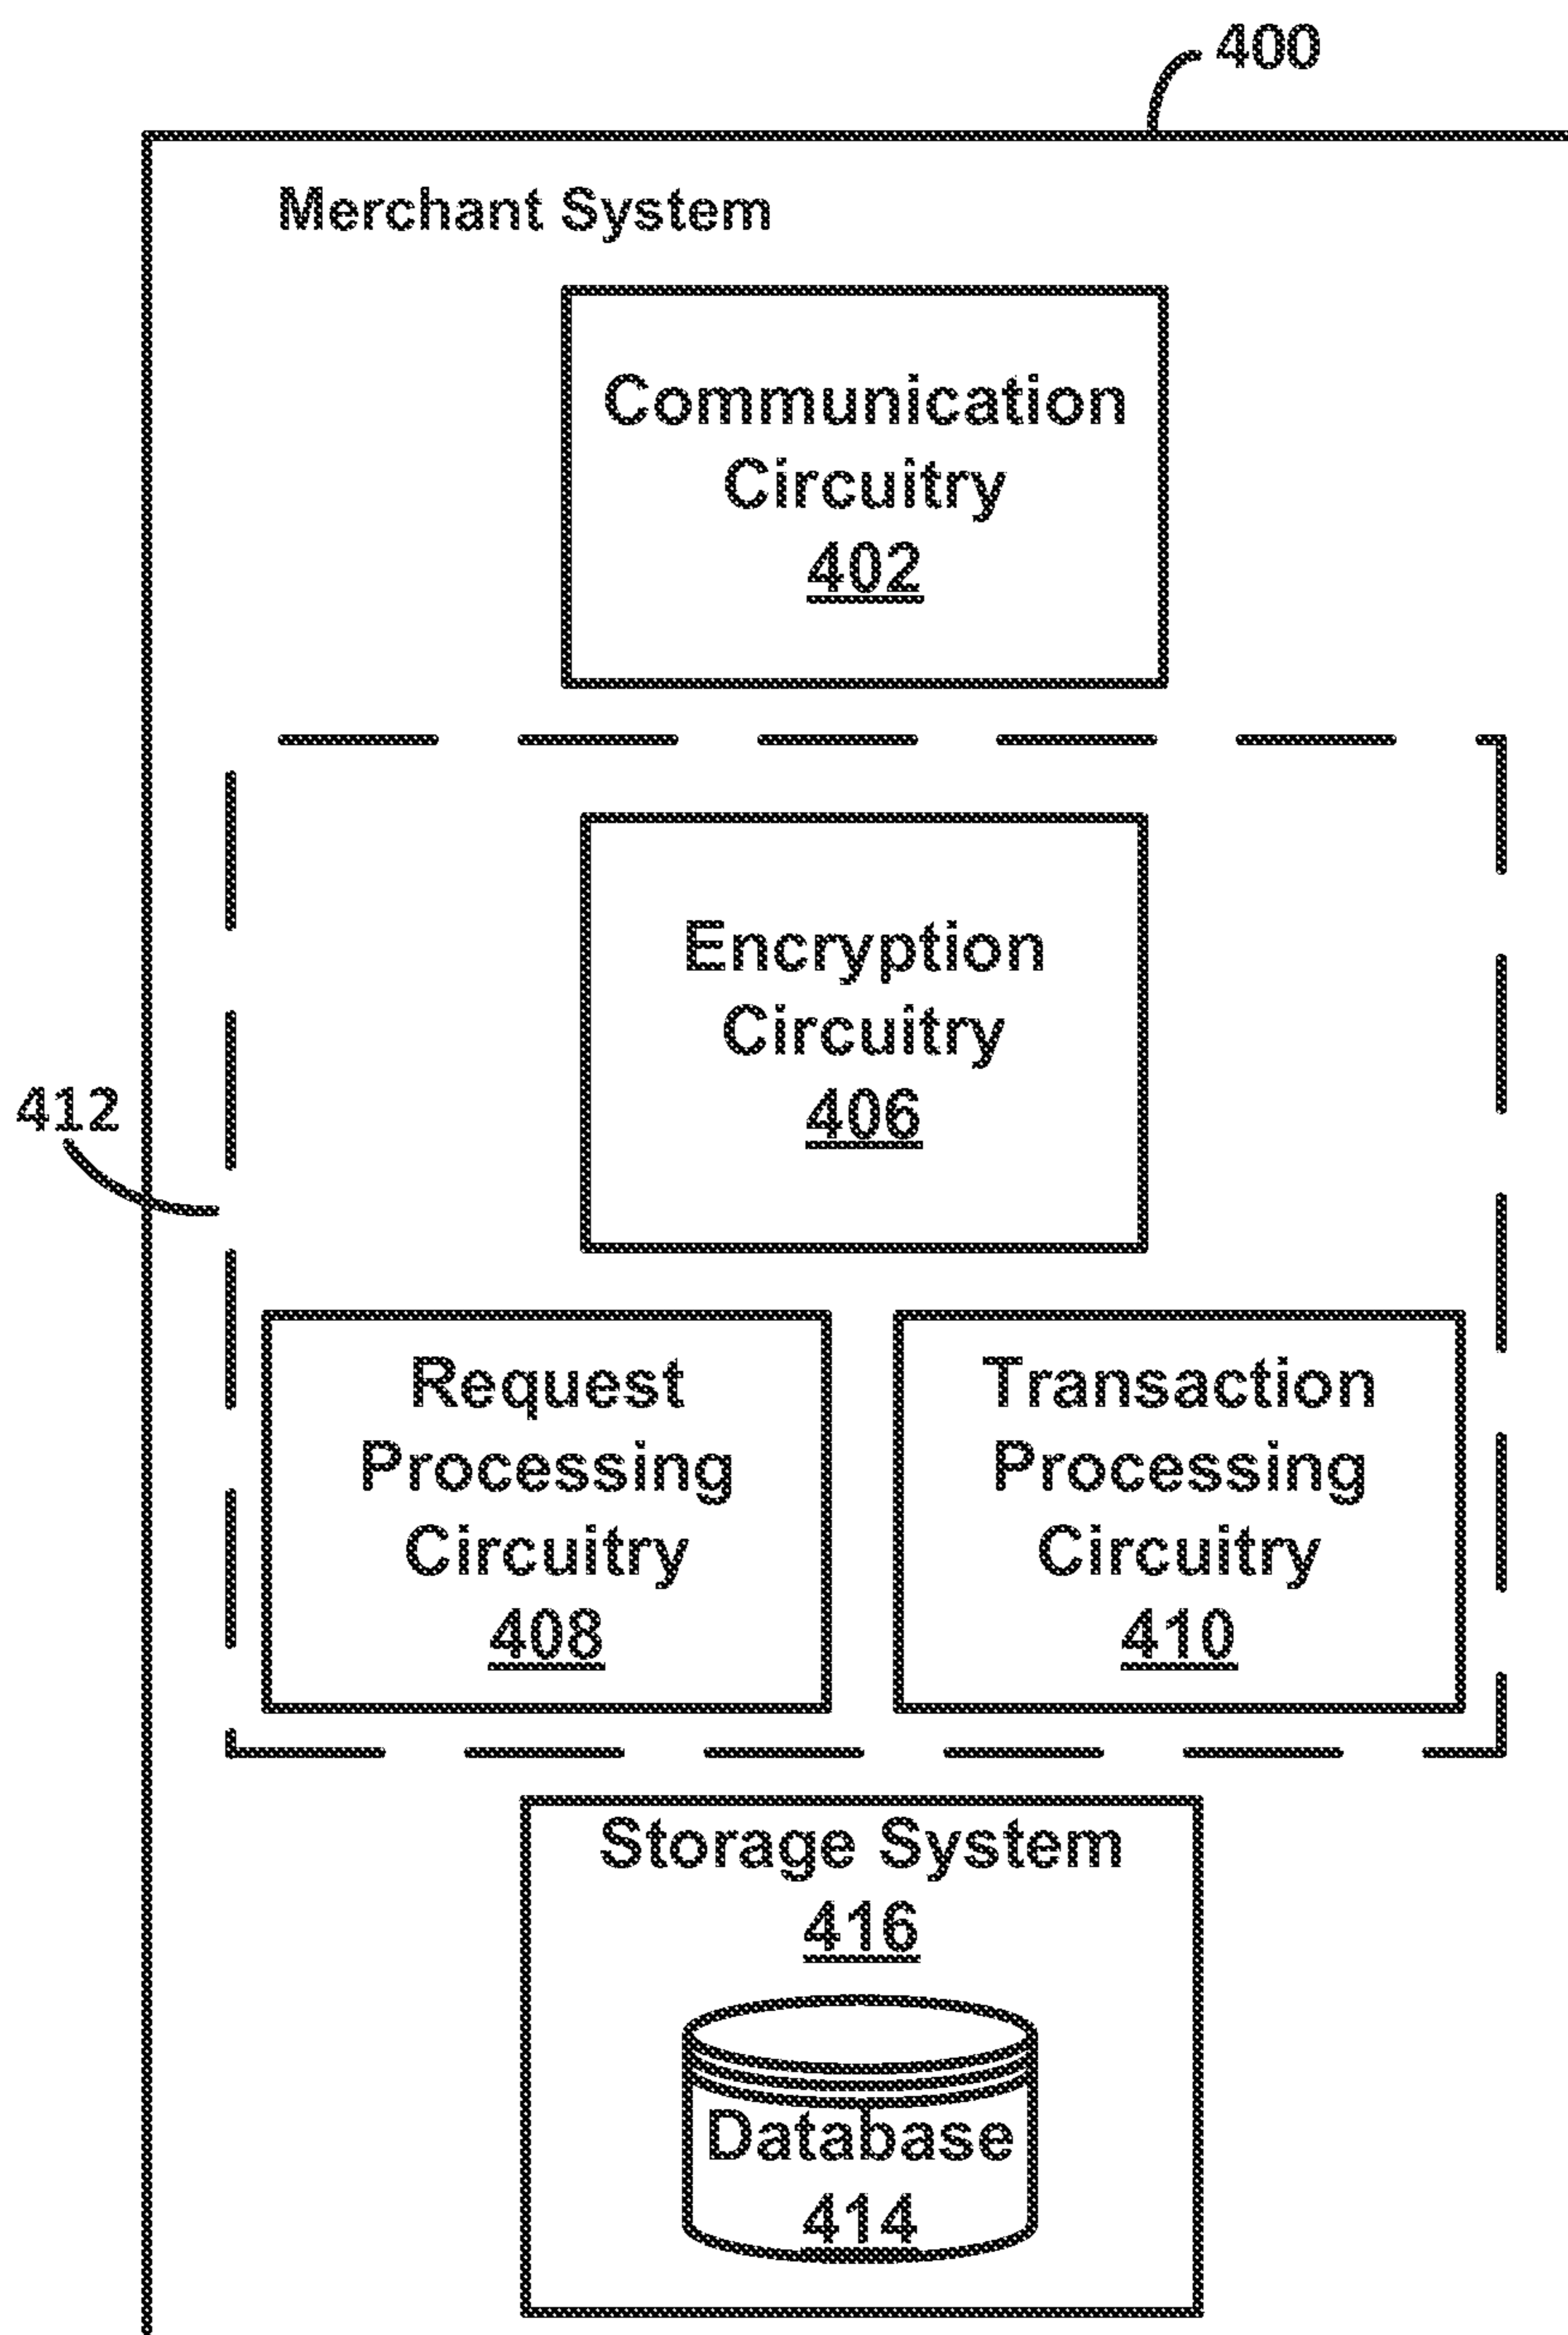 400
Merchant System
Communication
Circuitry
402
Encryption
Circuitry
406
412
Request
Processing
Circuitry
408
Transaction
Processing
Circuitry
410
Storage System
416
Database
414